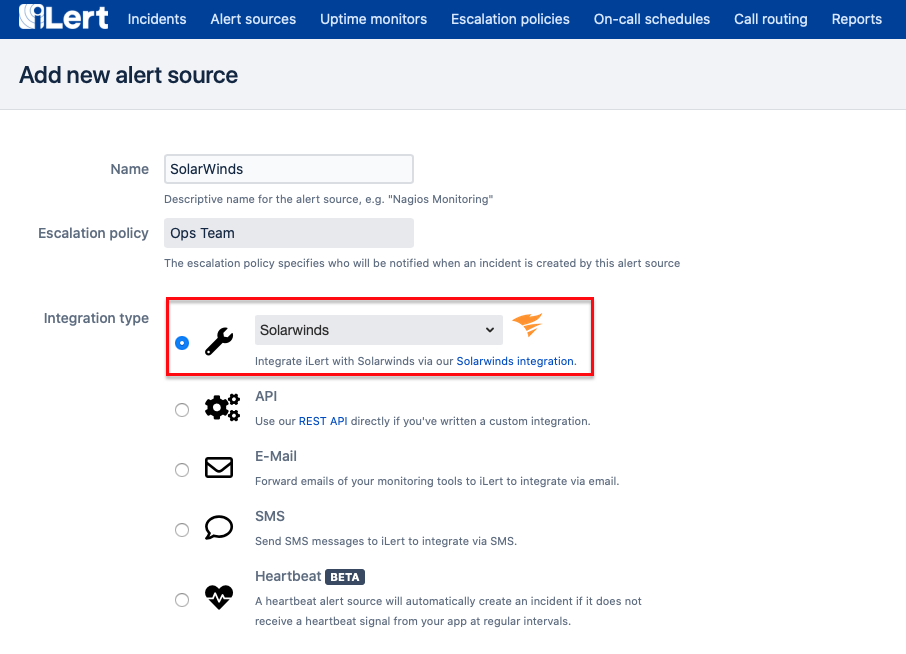 iLert Incidents Alert sources Uptime monitors Escalation policies On-call schedules Call routing Reports
Add new alert source
Name SolarWinds
Descriptive name for the alert source, e.g. "Nagios Monitoring"
Escalation policy Ops Team
The escalation policy specifies who will be notified when an incident is created by this alert source
Integration type Solarwinds
Integrate iLert with Solarwinds via our Solarwinds integration.
API
Use our REST API directly if you've written a custom integration.
E-Mail
Forward emails of your monitoring tools to iLert to integrate via email.
SMS
Send SMS messages to iLert to integrate via SMS.
Heartbeat BETA
A heartbeat alert source will automatically create an incident if it does not
receive a heartbeat signal from your app at regular intervals.